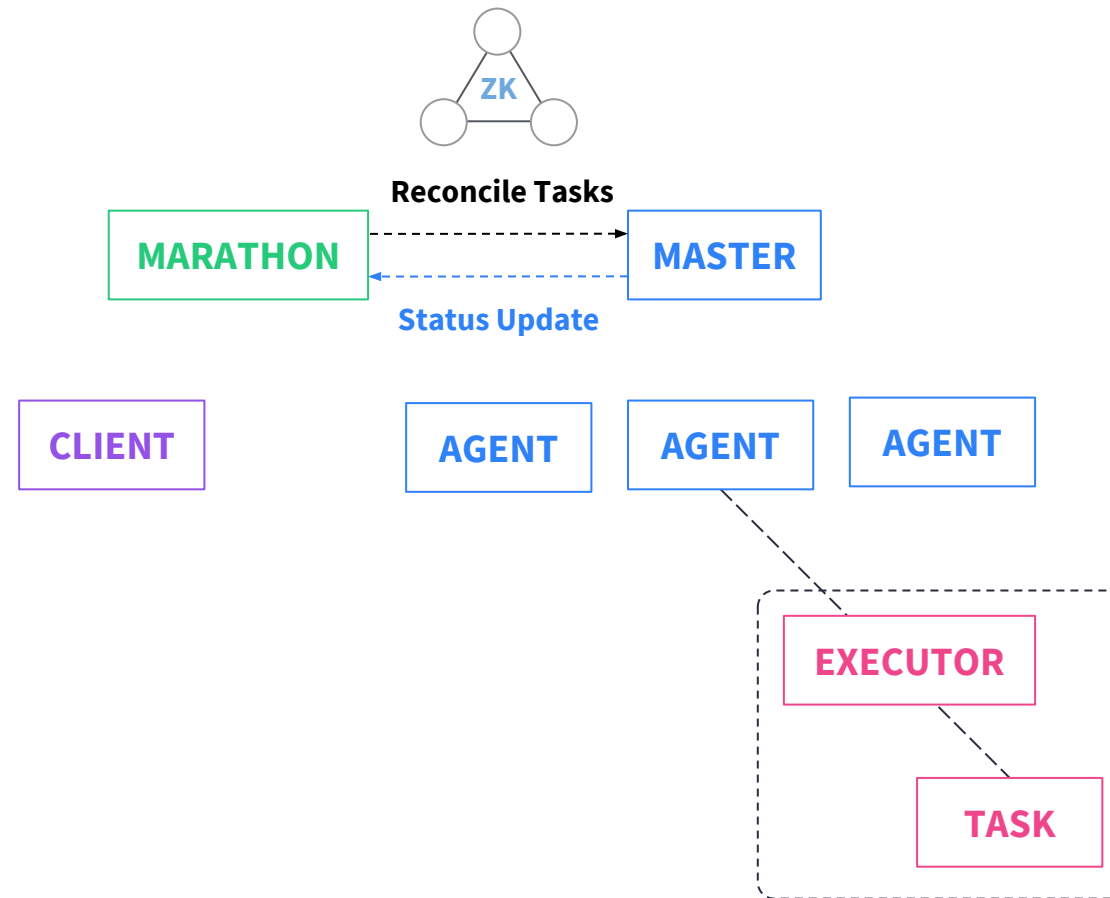 ZK
Reconcile Tasks
MARATHON
MASTER
Status Update
CLIENT
AGENT
AGENT
AGENT
EXECUTOR
TASK